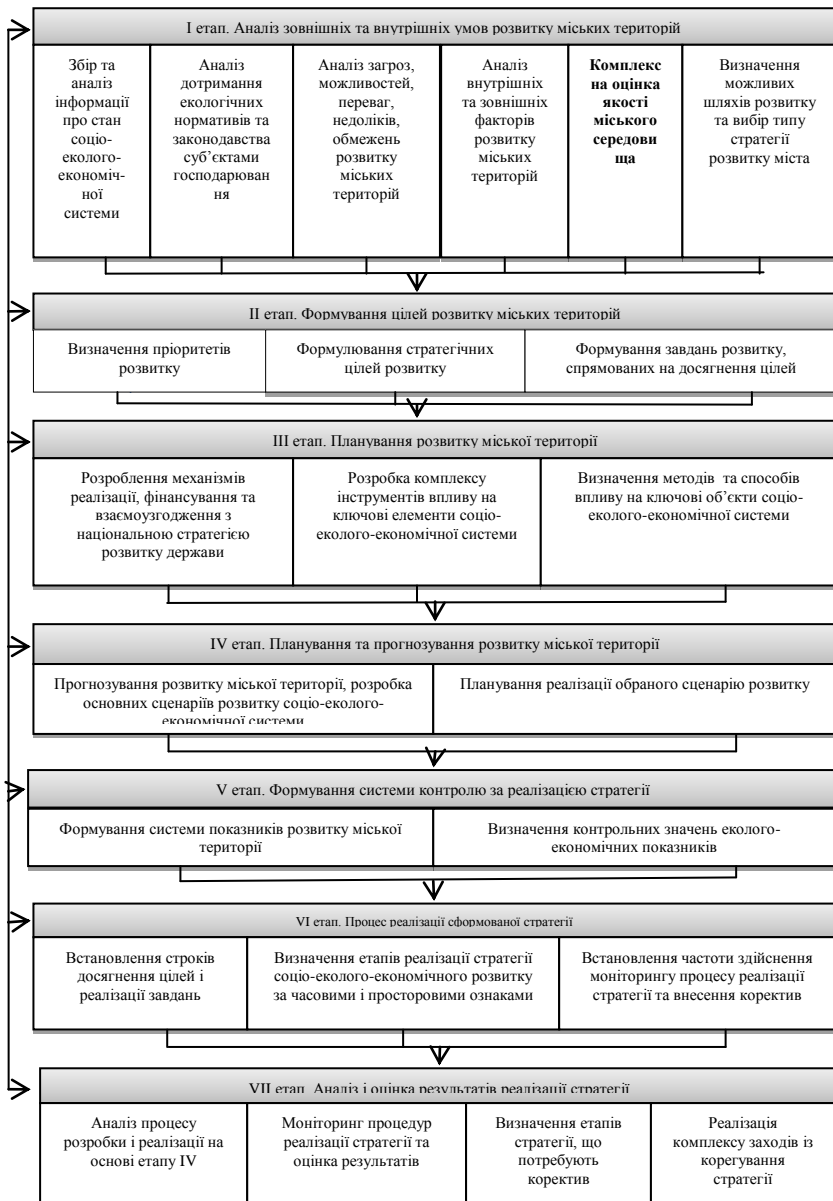 І етап. Аналіз зовнішніх та внутрішніх умов розвитку міських територій
Збір та
аналіз
інформації
про стан
соціо-
еколого-
економіч-
ної
системи
Аналіз
дотримання
екологічних
нормативів та
законодавства
суб’єктами
господарюван
ня
Аналіз загроз,
можливостей,
переваг,
недоліків,
обмежень
розвитку
міських
територій
Аналіз
внутрішніх
та зовнішніх
факторів
розвитку
міських
територій
Комплекс
на оцінка
якості
міського
середови
ща
Визначення
можливих
шляхів розвитку
та вибір типу
стратегії
розвитку міста
ІІ етап. Формування цілей розвитку міських територій
Визначення пріоритетів
розвитку
Формулювання стратегічних
цілей розвитку
Формування завдань розвитку,
спрямованих на досягнення цілей
ІІІ етап. Планування розвитку міської території
Розроблення механізмів
реалізації, фінансування та
взаємоузгодження з
національною стратегією
розвитку держави
Розробка комплексу
інструментів впливу на
ключові елементи соціо-
еколого-економічної системи
Визначення методів та способів
впливу на ключові об’єкти соціо-
еколого-економічної системи
IV етап. Планування та прогнозування розвитку міської території
Прогнозування розвитку міської території, розробка
основних сценаріїв розвитку соціо-еколого-
економічної системи
Планування реалізації обраного сценарію розвитку
V етап. Формування системи контролю за реалізацією стратегії
Формування системи показників розвитку міської
території
Визначення контрольних значень еколого-
економічних показників
VI етап. Процес реалізації сформованої стратегії
Встановлення строків
досягнення цілей і
реалізації завдань
Визначення етапів реалізації стратегії
соціо-еколого-економічного розвитку
за часовими і просторовими ознаками
Встановлення частоти здійснення
моніторингу процесу реалізації
стратегії та внесення коректив
VII етап. Аналіз і оцінка результатів реалізації стратегії
Аналіз процесу
розробки і реалізації на
основі етапу IV
Моніторинг процедур
реалізації стратегії та
оцінка результатів
Визначення етапів
стратегії, що
потребують
коректив
Реалізація
комплексу заходів із
корегування
стратегії